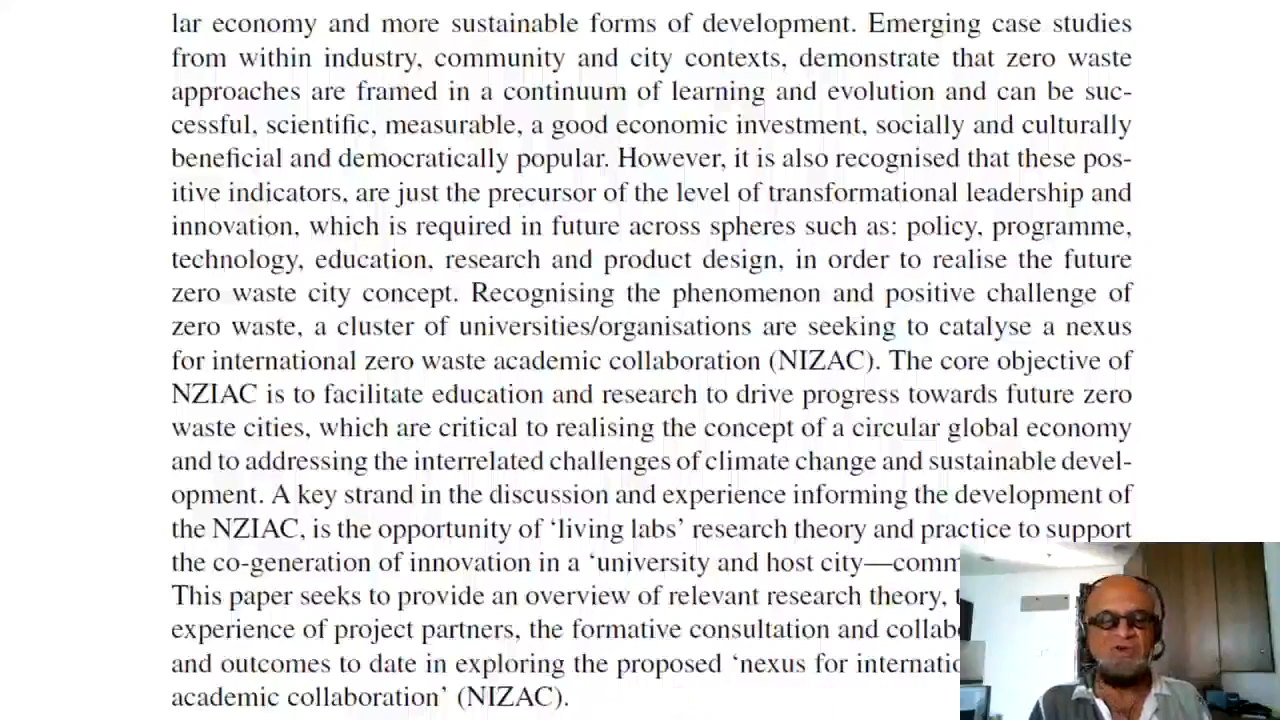 lar economy and more sustainable forms of development. Emerging case studies
from within industry, community and city contexts, demonstrate that zero waste
approaches are framed in a continuum of learning and evolution and can be suc-
cessful, scientific, measurable, a good economic investment, socially and culturally
beneficial and democratically popular. However, it is also recognised that these pos-
itive indicators, are just the precursor of the level of transformational leadership and
innovation, which is required in future across spheres such as: policy, programme,
technology, education, research and product design, in order to realise the future
zero waste city concept. Recognising the phenomenon and positive challenge of
zero waste, a cluster of universities/organisations are seeking to catalyse a nexus
for international zero waste academic collaboration (NIZAC). The core objective of
NZIAC is to facilitate education and research to drive progress towards future zero
waste cities, which are critical to realising the concept of a circular global economy
and to addressing the interrelated challenges of climate change and sustainable devel-
opment. A key strand in the discussion and experience informing the development of
the NZIAC, is the opportunity of ‘living labs’ research theory and practice to support
the co-generation of innovation in a ‘university and host city—comm
This paper seeks to provide an overview of relevant research theory,
experience of project partners, the formative consultation and collab
and outcomes to date in exploring the proposed ‘nexus for internatio
academic collaboration’ (NIZAC).